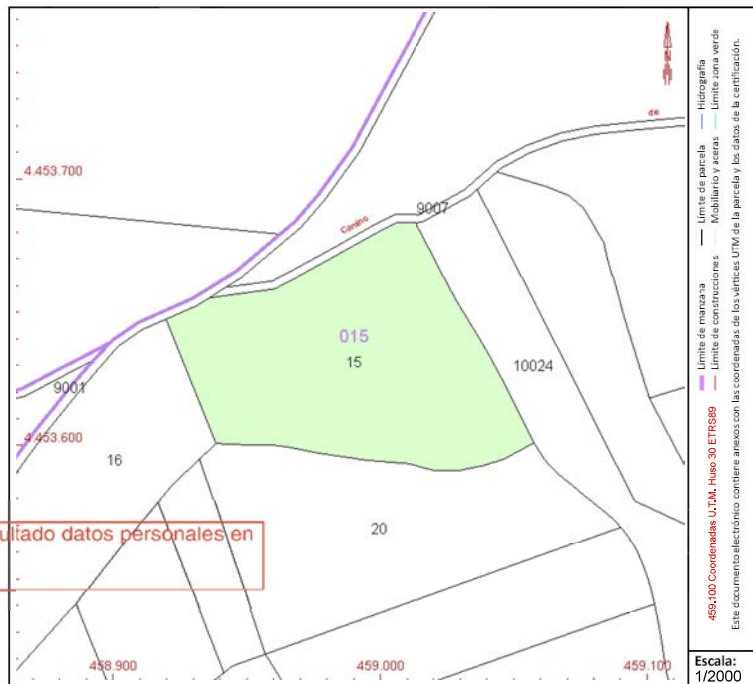 N
4.453.700
de
9007
Camino
015
15
10024
9001
4.453.600
16
ultado datos personales en
20
458.900
459.000
459.100
Límite de manzana
Límite de parcela
Hidrografía
Límite de construcciones
Mobiliario y aceras
Límite zona verde
459,100 Coordenadas U.T.M. Huso 30 ETRS89
Este documento electrónico contiene anexos con las coordenadas de los vértices UTM de la parcela y los datos de la certificación.
Escala:
1/2000